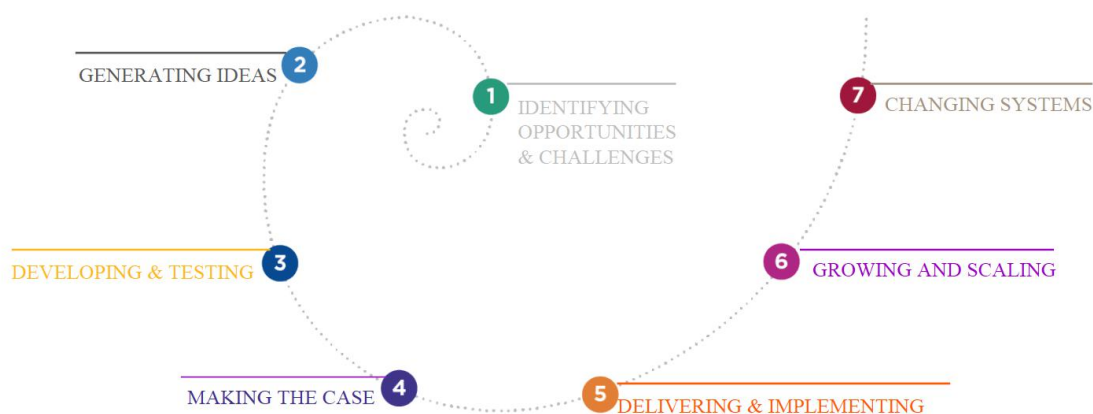 1
IDENTIFYING
OPPORTUNITIES
& CHALLENGES
2
GENERATING IDEAS
3
DEVELOPING & TESTING
4
MAKING THE CASE
5
DELIVERING & IMPLEMENTING
6
GROWING AND SCALING
7
CHANGING SYSTEMS